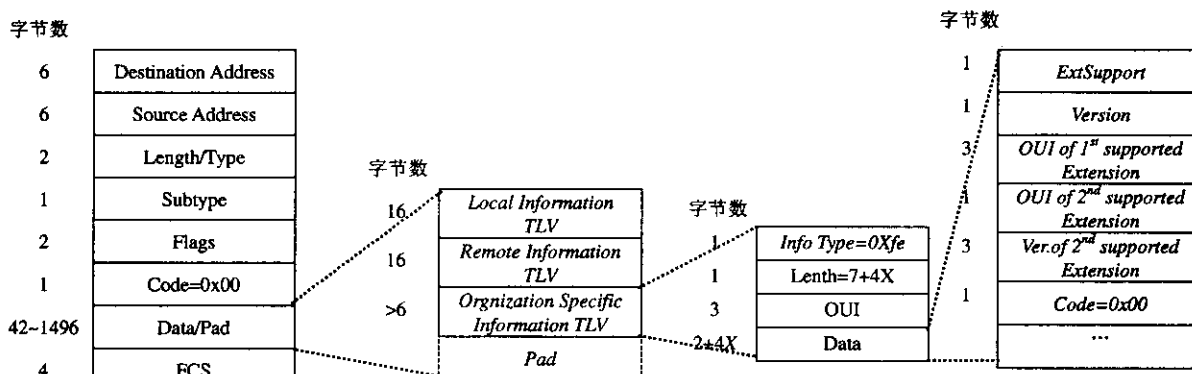 字节数
6 Destination Address
6 Source Address
2 Length/Type
1 Subtype
2 Flags
1 Code=0x00
42~1496 Data/Pad
4 FCS
字节数
16 Local Information
TLV
16 Remote Information
TLV
>6 Orgnization Specific
Information TLV
Pad
字节数
1 Info Type=0Xfe
1 Lenth=7+4X
3 OUI
2+4X Data
字节数
1 ExtSupport
1 Version
3 OUI of 1st supported
Extension
1 OUI of 2nd supported
Extension
3 Ver.of 2nd supported
Extension
1 Code=0x00
...